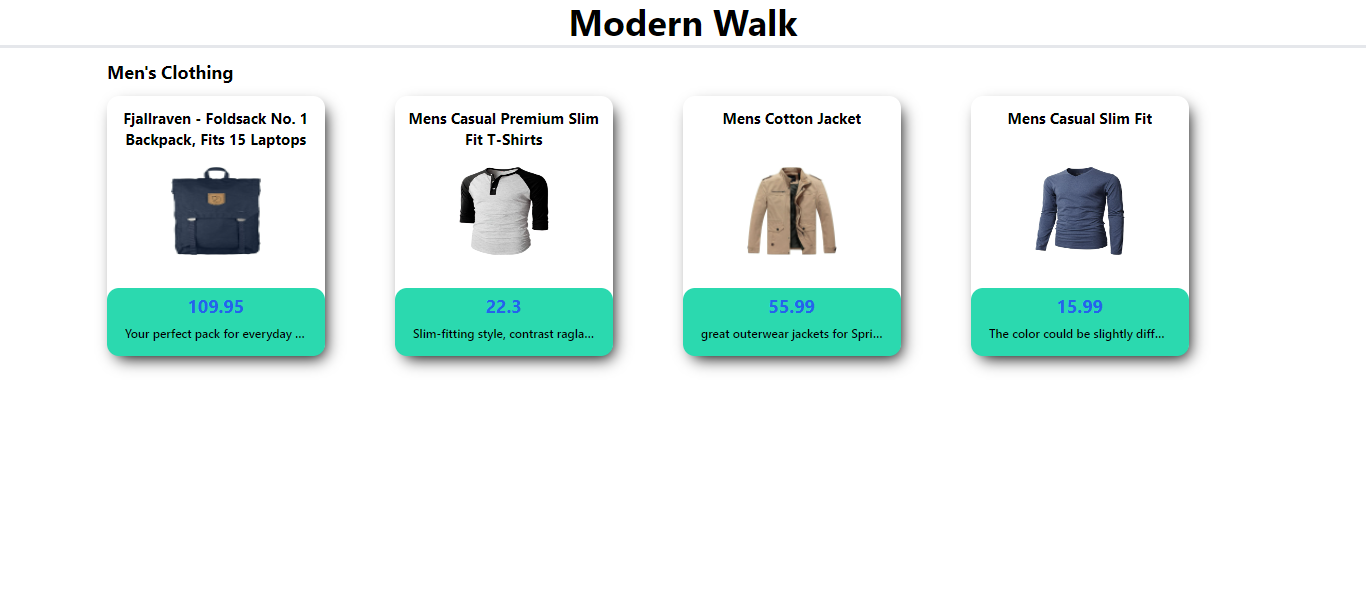 Modern Walk
Men's Clothing
Fjallraven - Foldsack No. 1
Backpack, Fits 15 Laptops
109.95
Your perfect pack for everyday ...
Mens Casual Premium Slim
Fit T-Shirts
22.3
Slim-fitting style, contrast ragla...
Mens Cotton Jacket
55.99
great outerwear jackets for Spri...
Mens Casual Slim Fit
15.99
The color could be slightly diff...